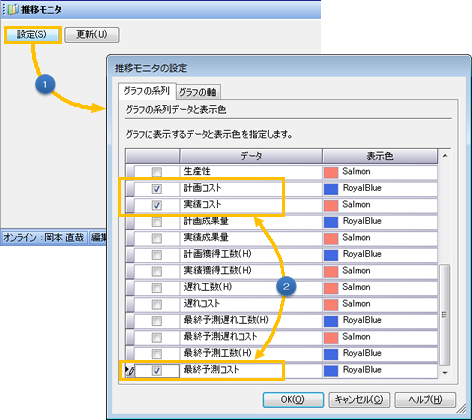 推移モニタ
設定(S) 更新(U)
1
オンライン：岡本 直哉 編集
推移モニタの設定
グラフの系列 グラフの軸
グラフの系列データと表示色
グラフに表示するデータと表示色を指定します。
データ 表示色
生産性 Salmon
計画コスト RoyalBlue
実績コスト Salmon
計画成果量 RoyalBlue
実績成果量 Salmon
計画獲得工数(H) RoyalBlue
実績獲得工数(H) Salmon
遅れ工数(H) Salmon
遅れコスト Salmon
最終予測遅れ工数(H) RoyalBlue
最終予測遅れコスト Salmon
最終予測工数(H) RoyalBlue
最終予測コスト Salmon
2
OK(O) キャンセル(C) ヘルプ(H)